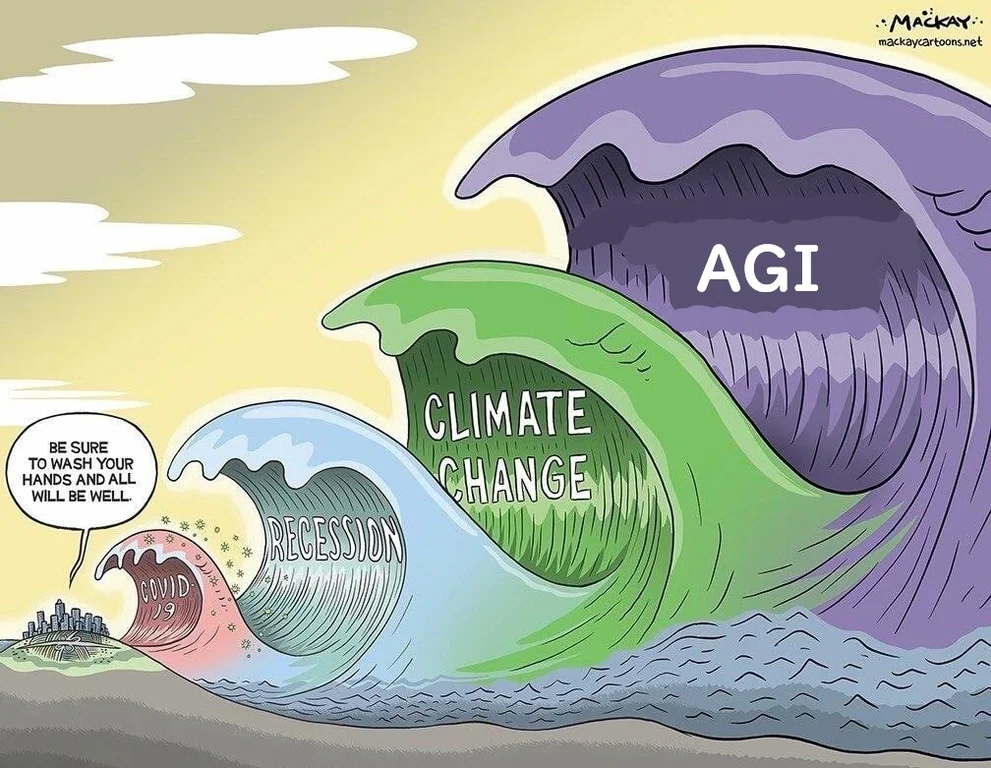 MACKAY
mackaycartoons.net
AGI
CLIMATE
CHANGE
BE SURE
TO WASH YOUR
HANDS AND ALL
WILL BE WELL.
RECESSION
COVID-
19